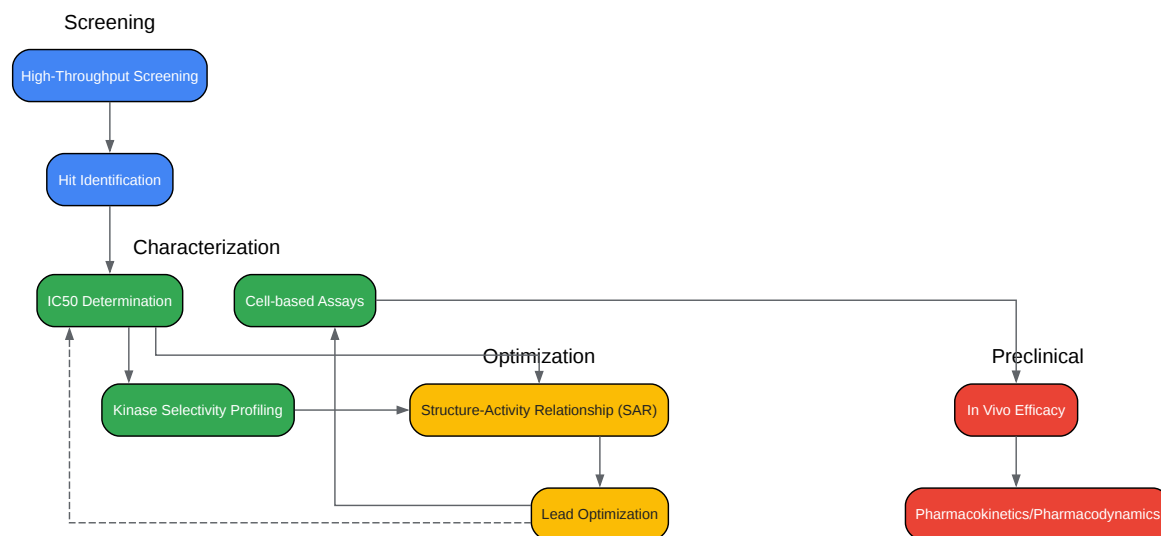 Screening
High-Throughput Screening
Hit Identification
Characterization
IC50 Determination
Cell-based Assays
Optimization
Preclinical
Kinase Selectivity Profiling
Structure-Activity Relationship (SAR)
In Vivo Efficacy
Lead Optimization
Pharmacokinetics/Pharmacodynamics